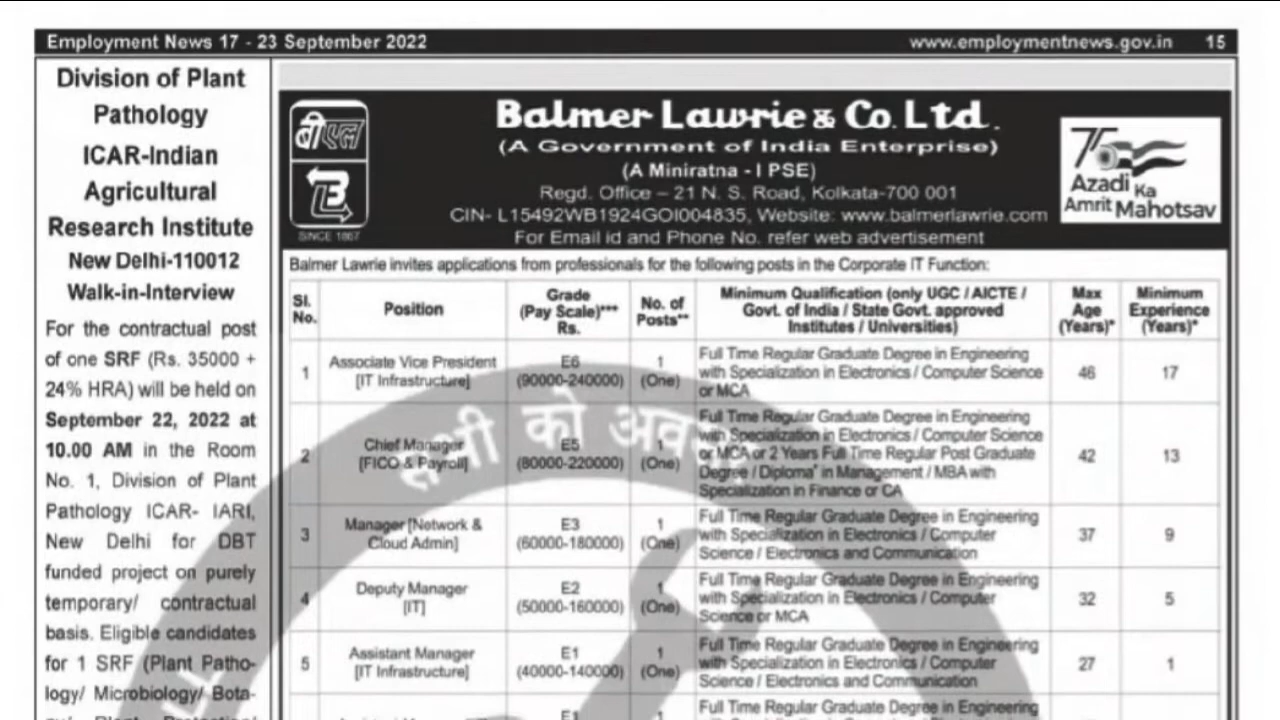 Employment News 17 - 23 September 2022
www.employmentnews.gov.in 15
Division of Plant
Pathology
ICAR-Indian
Agricultural
Research Institute
New Delhi-110012
Walk-in-Interview
For the contractual post
of one SRF (Rs. 35000 +
24% HRA) will be held on
September 22, 2022 at
10.00 AM in the Room
No. 1, Division of Plant
Pathology ICAR- IARI,
New Delhi for DBT
funded project on purely
temporary/ contractual
basis. Eligible candidates
for 1 SRF (Plant Patho-
logy/ Microbiology/ Bota-
बीएल
SINCE 1867
Balmer Lawrie & Co. Ltd.
(A Government of India Enterprise)
(A Miniratna - I PSE)
Regd. Office – 21 N. S. Road, Kolkata-700 001
CIN- L15492WB1924GOI004835, Website: www.balmerlawrie.com
For Email id and Phone No. refer web advertisement
75
Azadi Ka
Amrit Mahotsav
Balmer Lawrie invites applications from professionals for the following posts in the Corporate IT Function:
Sl. No. Position Grade (Pay Scale)*** Rs. No. of Posts** Minimum Qualification (only UGC / AICTE / Govt. of India / State Govt. approved Institutes / Universities) Max Age (Years)* Minimum Experience (Years)*
1 Associate Vice President [IT Infrastructure] E6 (90000-240000) 1 (One) Full Time Regular Graduate Degree in Engineering with Specialization in Electronics / Computer Science or MCA 46 17
2 Chief Manager [FICO & Payroll] E5 (80000-220000) 1 (One) Full Time Regular Graduate Degree in Engineering with Specialization in Electronics / Computer Science or MCA or 2 Years Full Time Regular Post Graduate Degree / Diploma* in Management / MBA with Specialization in Finance or CA 42 13
3 Manager [Network & Cloud Admin] E3 (60000-180000) 1 (One) Full Time Regular Graduate Degree in Engineering with Specialization in Electronics / Computer Science / Electronics and Communication 37 9
4 Deputy Manager [IT] E2 (50000-160000) 1 (One) Full Time Regular Graduate Degree in Engineering with Specialization in Electronics / Computer Science or MCA 32 5
5 Assistant Manager [IT Infrastructure] E1 (40000-140000) 1 (One) Full Time Regular Graduate Degree in Engineering with Specialization in Electronics / Computer Science / Electronics and Communication 27 1
E1 1 Full Time Regular Graduate Degree in Engineering
को